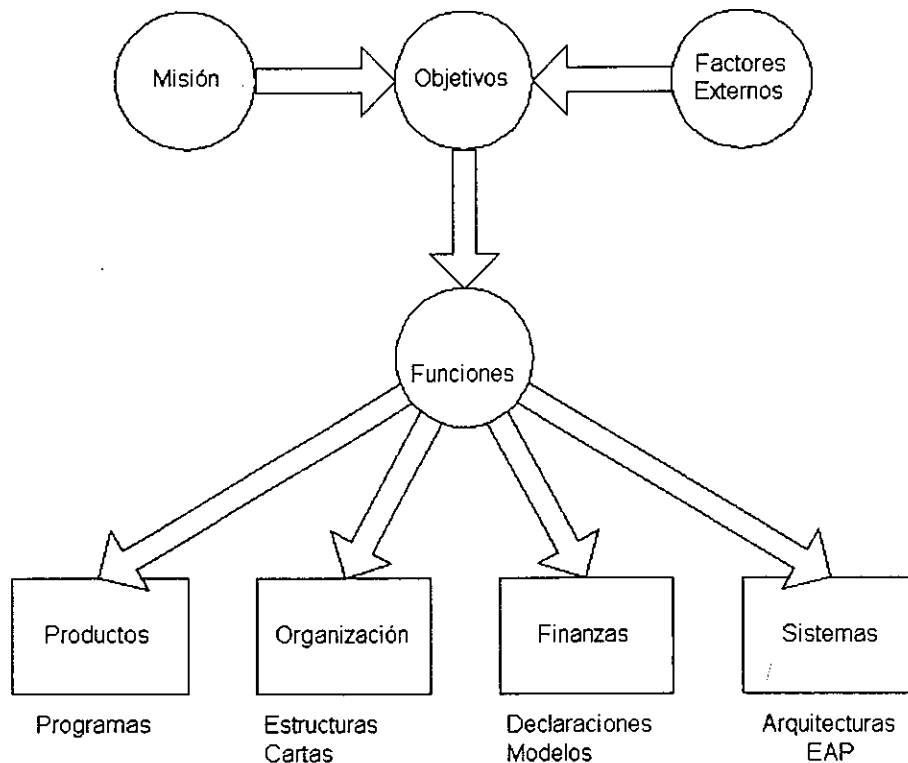 Misión
Objetivos
Factores
Externos
Funciones
Productos
Organización
Finanzas
Sistemas
Programas
Estructuras
Cartas
Declaraciones
Modelos
Arquitecturas
EAP